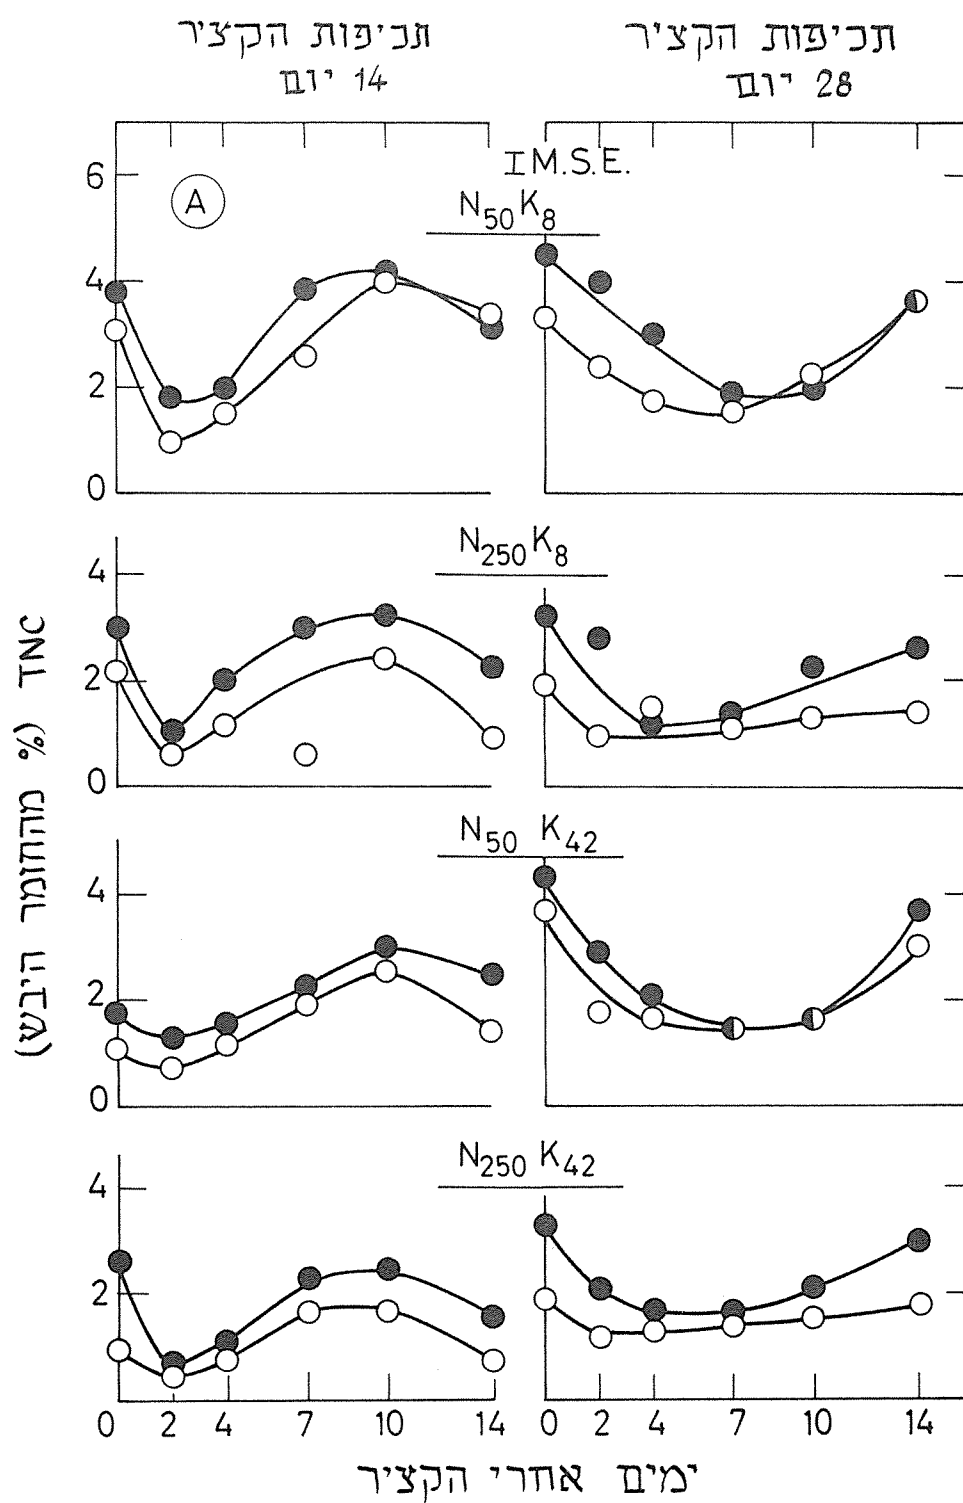 תכיפות הקציר
14 יום
תכיפות הקציר
28 יום
I M.S.E.
A
6
4
2
0
N50K8
4
2
0
N250K8
4
2
0
N50 K42
4
2
N250 K42
0 2 4 7 10 14
0 2 4 7 10 14
ימים אחרי הקציר
TNC (% מהחומר היבש)